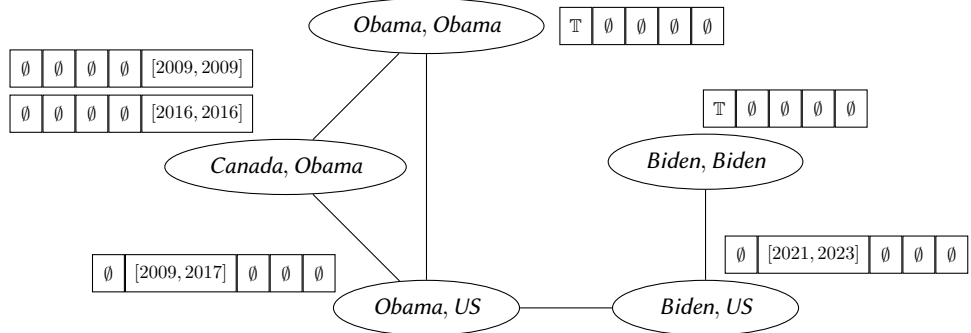 Obama, Obama
𝕋 ∅ ∅ ∅ ∅
∅ ∅ ∅ ∅ [2009, 2009]
∅ ∅ ∅ ∅ [2016, 2016]
𝕋 ∅ ∅ ∅ ∅
Canada, Obama
Biden, Biden
∅ [2009, 2017] ∅ ∅ ∅
∅ [2021, 2023] ∅ ∅ ∅
Obama, US
Biden, US